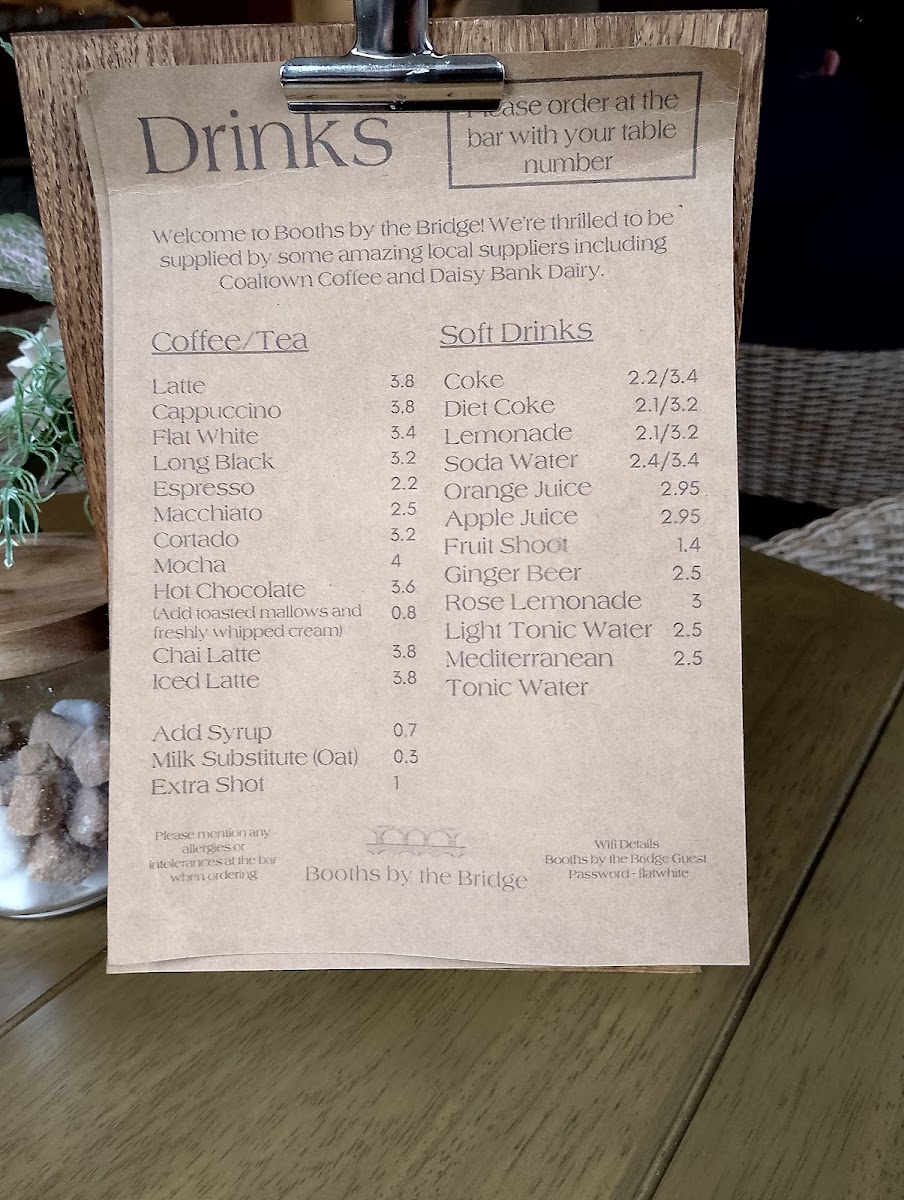 Drinks
Please order at the
bar with your table
number
Welcome to Booths by the Bridge! We're thrilled to be
supplied by some amazing local suppliers including
Coaltown Coffee and Daisy Bank Dairy.
Coffee/Tea
Latte 3.8
Cappuccino 3.8
Flat White 3.4
Long Black 3.2
Espresso 2.2
Macchiato 2.5
Cortado 3.2
Mocha 4
Hot Chocolate 3.6
(Add toasted mallows and 0.8
freshly whipped cream)
Chai Latte 3.8
Iced Latte 3.8
Add Syrup 0.7
Milk Substitute (Oat) 0.3
Extra Shot 1
Soft Drinks
Coke 2.2/3.4
Diet Coke 2.1/3.2
Lemonade 2.1/3.2
Soda Water 2.4/3.4
Orange Juice 2.95
Apple Juice 2.95
Fruit Shoot 1.4
Ginger Beer 2.5
Rose Lemonade 3
Light Tonic Water 2.5
Mediterranean 2.5
Tonic Water
Please mention any
allergies or
intolerances at the bar
when ordering
Booths by the Bridge
Wifi Details
Booths by the Bridge Guest
Password - flatwhite